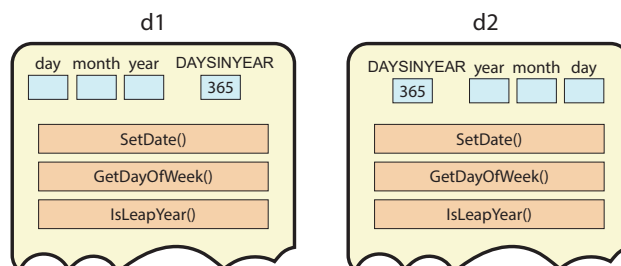 d1
day month year DAYSINYEAR
365
SetDate()
GetDayOfWeek()
IsLeapYear()
d2
DAYSINYEAR year month day
365
SetDate()
GetDayOfWeek()
IsLeapYear()